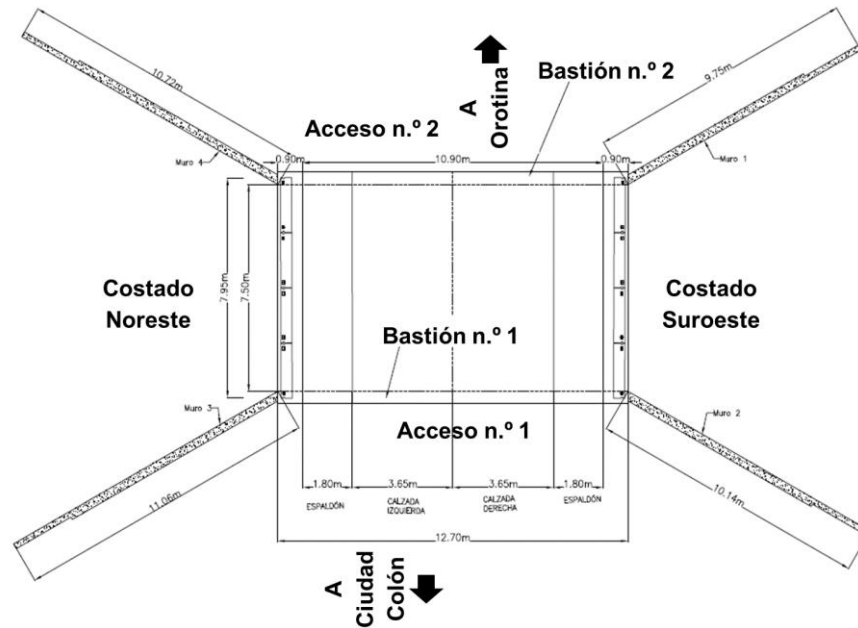 A
Orotina
Bastión n.º 2
10.72m
9.75m
Acceso n.º 2
Muro 4
Muro 1
0.90m
10.90m
0.90m
7.95m
7.50m
Costado
Noreste
Costado
Suroeste
Bastión n.º 1
Muro 3
Muro 2
Acceso n.º 1
11.06m
10.14m
1.80m
3.65m
3.65m
1.80m
ESPALDÓN
CALZADA
IZQUIERDA
CALZADA
DERECHA
ESPALDÓN
12.70m
A
Ciudad
Colón